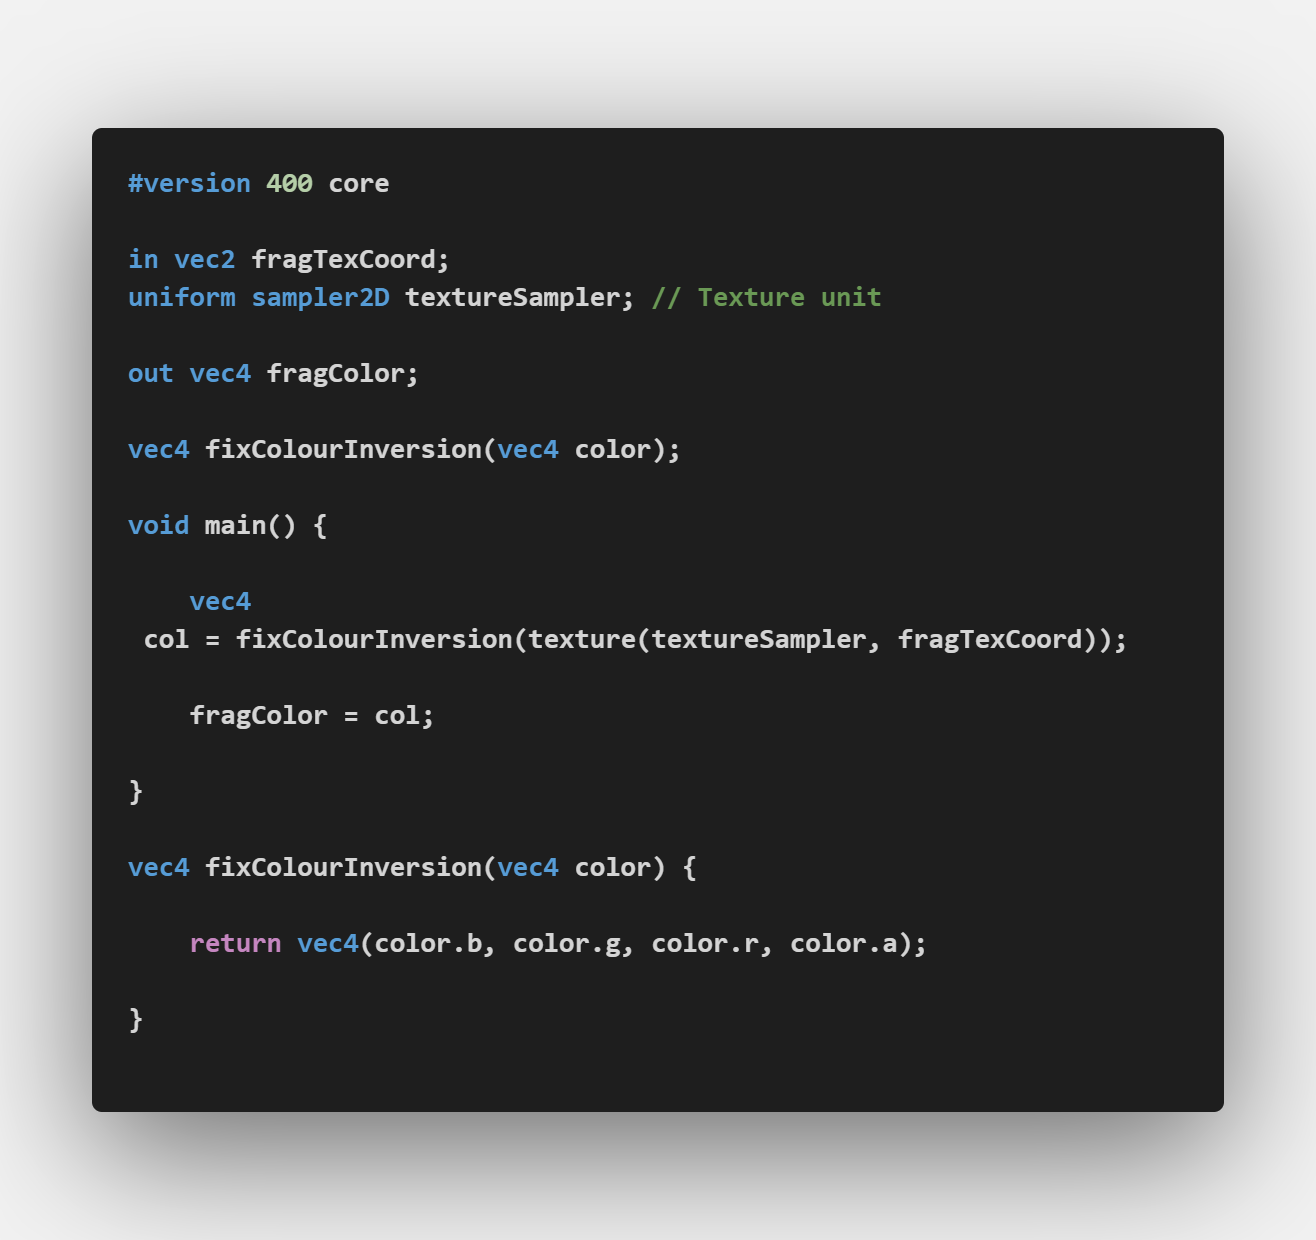 #version 400 core
in vec2 fragTexCoord;
uniform sampler2D textureSampler; // Texture unit
out vec4 fragColor;
vec4 fixColourInversion(vec4 color);
void main() {
vec4
col = fixColourInversion(texture(textureSampler, fragTexCoord));
fragColor = col;
}
vec4 fixColourInversion(vec4 color) {
return vec4(color.b, color.g, color.r, color.a);
}